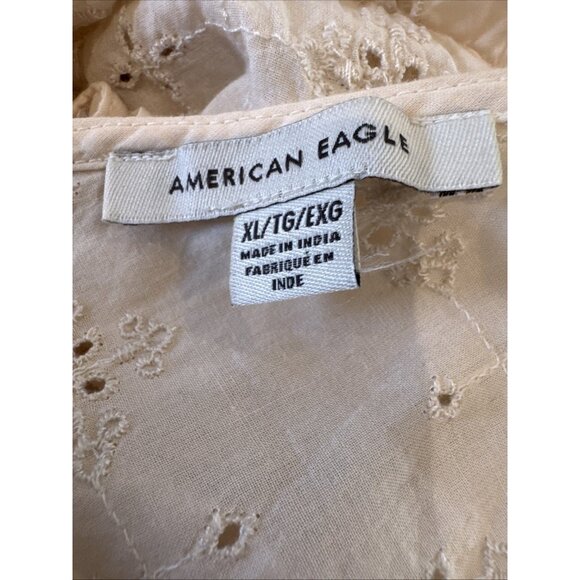 AMERICAN EAGLE
XL/TG/EXG
MADE IN INDIA
FABRIQUÉ EN
INDE